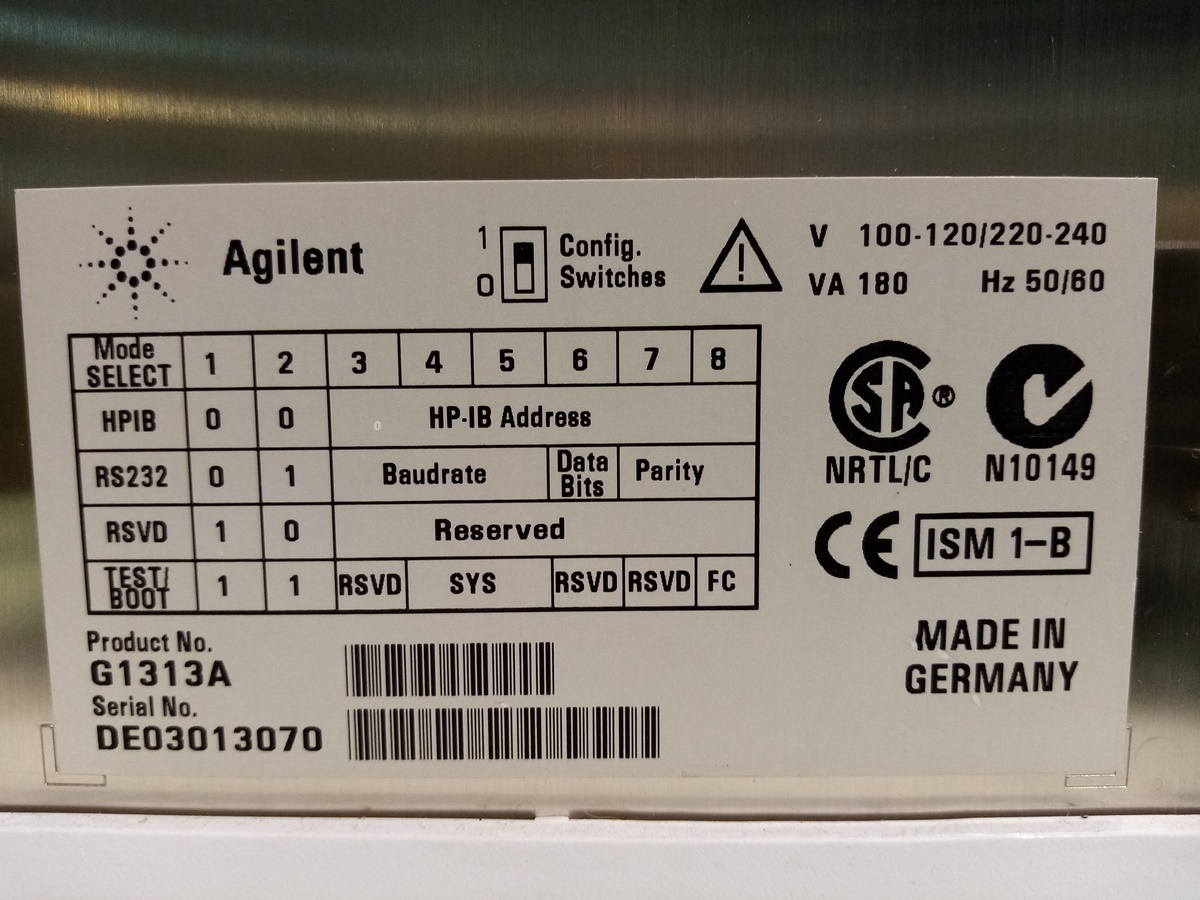 Agilent
1
0
Config.
Switches
V 100-120/220-240
VA 180 Hz 50/60
Mode SELECT 1 2 3 4 5 6 7 8
HPIB 0 0 HP-IB Address
RS232 0 1 Baudrate Data Bits Parity
RSVD 1 0 Reserved
TEST/BOOT 1 1 RSVD SYS RSVD RSVD FC
CSA ®
NRTL/C
N10149
CE ISM 1-B
MADE IN
GERMANY
Product No.
G1313A
Serial No.
DE03013070